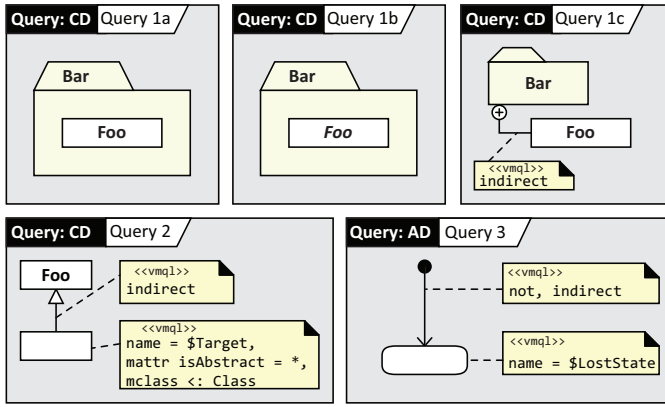 Query: CD Query 1a
Bar
Foo
Query: CD Query 1b
Bar
Foo
Query: CD Query 1c
Bar
Foo
<<vmql>>
indirect
Query: CD Query 2
Foo
<<vmql>>
indirect
<<vmql>>
name = $Target,
mattr isAbstract = *,
mclass <: Class
Query: AD Query 3
<<vmql>>
not, indirect
<<vmql>>
name = $LostState